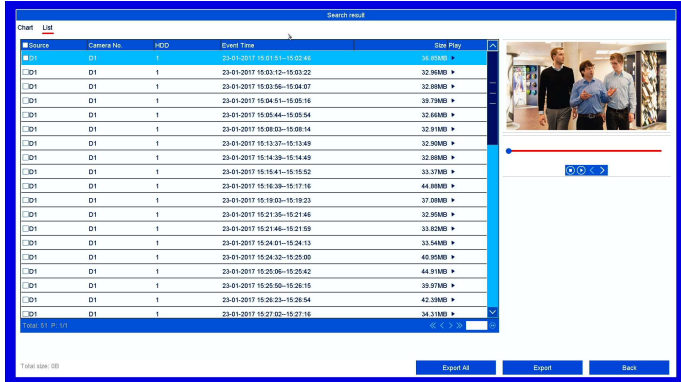 Search result
Chart List
Source Camera No. HDD Event Time Size Play
D1 D1 1 23-01-2017 15:01:51--15:02:46 36.85MB
D1 D1 1 23-01-2017 15:03:12--15:03:22 32.96MB
D1 D1 1 23-01-2017 15:03:56--15:04:07 32.88MB
D1 D1 1 23-01-2017 15:04:51--15:05:16 39.79MB
D1 D1 1 23-01-2017 15:05:44--15:05:54 32.66MB
D1 D1 1 23-01-2017 15:08:03--15:08:14 32.91MB
D1 D1 1 23-01-2017 15:13:37--15:13:49 32.90MB
D1 D1 1 23-01-2017 15:14:39--15:14:49 32.88MB
D1 D1 1 23-01-2017 15:15:41--15:15:52 33.37MB
D1 D1 1 23-01-2017 15:16:39--15:17:16 44.88MB
D1 D1 1 23-01-2017 15:19:03--15:19:23 37.08MB
D1 D1 1 23-01-2017 15:21:35--15:21:46 32.95MB
D1 D1 1 23-01-2017 15:21:46--15:21:59 33.82MB
D1 D1 1 23-01-2017 15:24:01--15:24:13 33.54MB
D1 D1 1 23-01-2017 15:24:32--15:25:00 40.95MB
D1 D1 1 23-01-2017 15:25:06--15:25:42 44.91MB
D1 D1 1 23-01-2017 15:25:50--15:26:15 39.97MB
D1 D1 1 23-01-2017 15:26:23--15:26:54 42.39MB
D1 D1 1 23-01-2017 15:27:02--15:27:16 34.31MB
Total: 51 P: 1/1
Total size: 0B
Export All Export Back